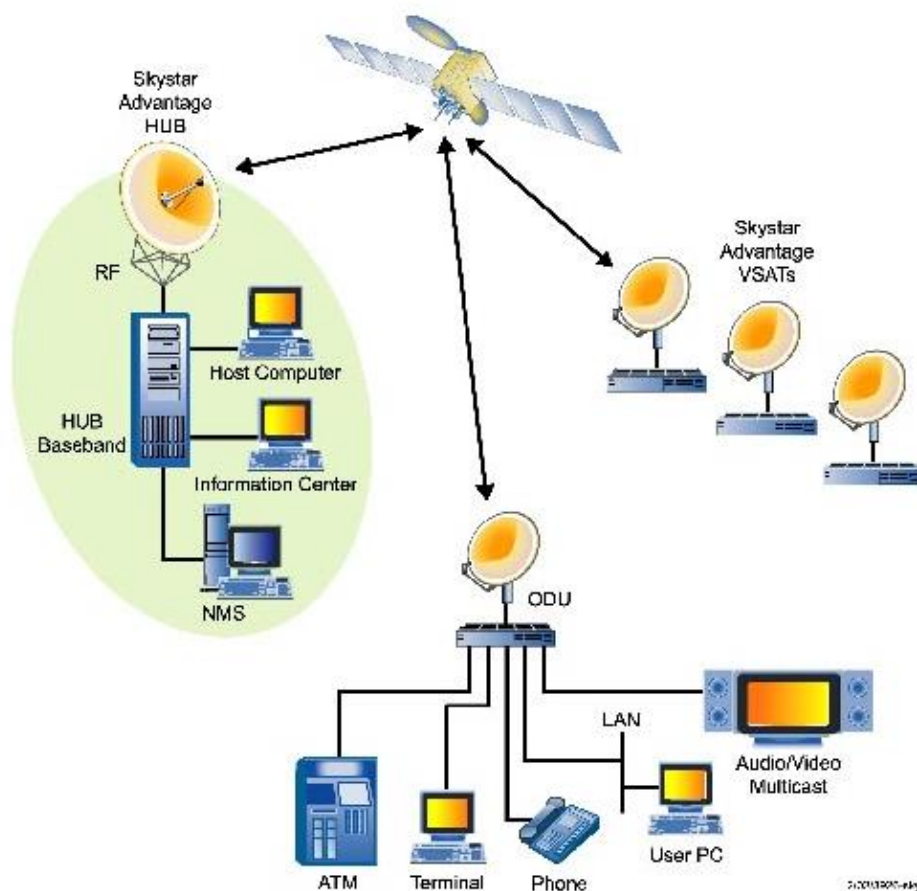 Skystar
Advantage
HUB
RF
Host Computer
HUB
Baseband
Information Center
NMS
Skystar
Advantage
VSATs
ODU
LAN
Audio/Video
Multicast
ATM
Terminal
Phone
User PC